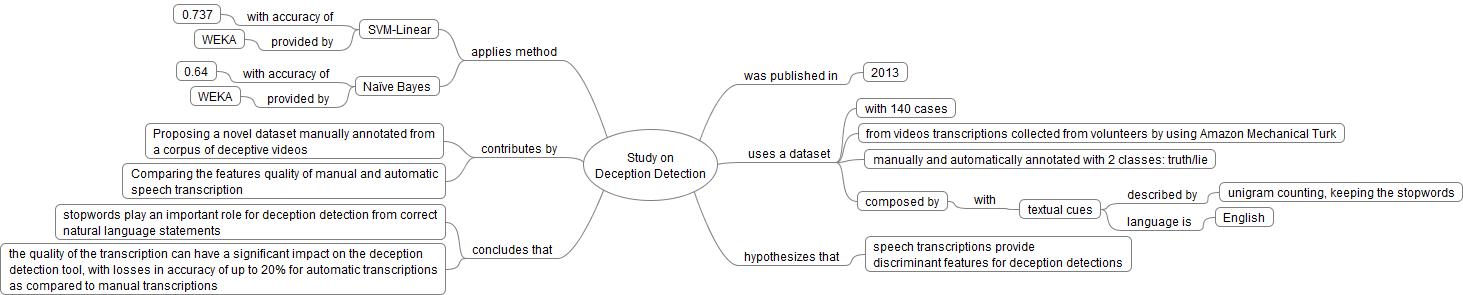 0.737
with accuracy of
SVM-Linear
WEKA
provided by
applies method
0.64
with accuracy of
Naïve Bayes
WEKA
provided by
Proposing a novel dataset manually annotated from
a corpus of deceptive videos
contributes by
Comparing the features quality of manual and automatic
speech transcription
stopwords play an important role for deception detection from correct
natural language statements
concludes that
the quality of the transcription can have a significant impact on the deception
detection tool, with losses in accuracy of up to 20% for automatic transcriptions
as compared to manual transcriptions
Study on
Deception Detection
was published in
2013
uses a dataset
with 140 cases
from videos transcriptions collected from volunteers by using Amazon Mechanical Turk
manually and automatically annotated with 2 classes: truth/lie
composed by
with
textual cues
described by
unigram counting, keeping the stopwords
language is
English
hypothesizes that
speech transcriptions provide
discriminant features for deception detections